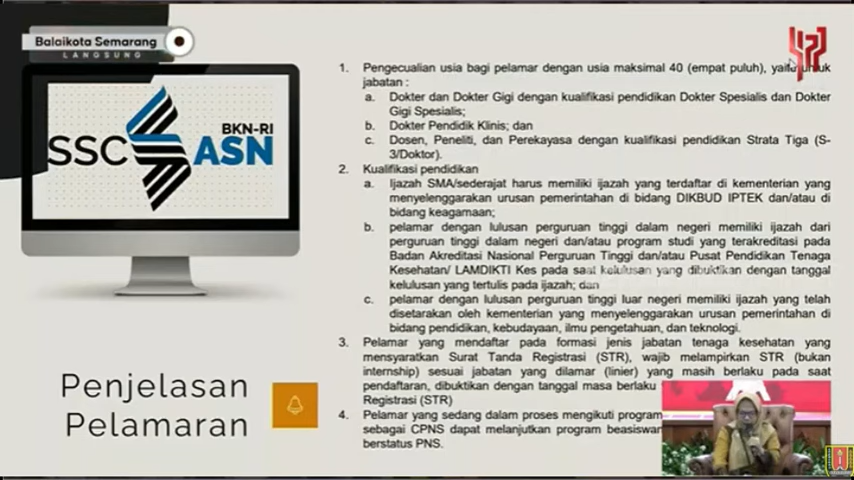 Balaikota Semarang
LANGSUNG
SSC ASN
BKN-RI
Penjelasan
Pelamaran
1. Pengecualian usia bagi pelamar dengan usia maksimal 40 (empat puluh), yaitu untuk
jabatan :
a. Dokter dan Dokter Gigi dengan kualifikasi pendidikan Dokter Spesialis dan Dokter
Gigi Spesialis;
b. Dokter Pendidik Klinis; dan
c. Dosen, Peneliti, dan Perekayasa dengan kualifikasi pendidikan Strata Tiga (S-
3/Doktor).
2. Kualifikasi pendidikan
a. Ijazah SMA/sederajat harus memiliki ijazah yang terdaftar di kementerian yang
menyelenggarakan urusan pemerintahan di bidang DIKBUD IPTEK dan/atau di
bidang keagamaan;
b. pelamar dengan lulusan perguruan tinggi dalam negeri memiliki ijazah dari
perguruan tinggi dalam negeri dan/atau program studi yang terakreditasi pada
Badan Akreditasi Nasional Perguruan Tinggi dan/atau Pusat Pendidikan Tenaga
Kesehatan/ LAMDIKTI Kes pada saat kelulusan yang dibuktikan dengan tanggal
kelulusan yang tertulis pada ijazah; dan
c. pelamar dengan lulusan perguruan tinggi luar negeri memiliki ijazah yang telah
disetarakan oleh kementerian yang menyelenggarakan urusan pemerintahan di
bidang pendidikan, kebudayaan, ilmu pengetahuan, dan teknologi.
3. Pelamar yang mendaftar pada formasi jenis jabatan tenaga kesehatan yang
mensyaratkan Surat Tanda Registrasi (STR), wajib melampirkan STR (bukan
internship) sesuai jabatan yang dilamar (linier) yang masih berlaku pada saat
pendaftaran, dibuktikan dengan tanggal masa berlaku
Registrasi (STR)
4. Pelamar yang sedang dalam proses mengikuti program
sebagai CPNS dapat melanjutkan program beasiswa
berstatus PNS.